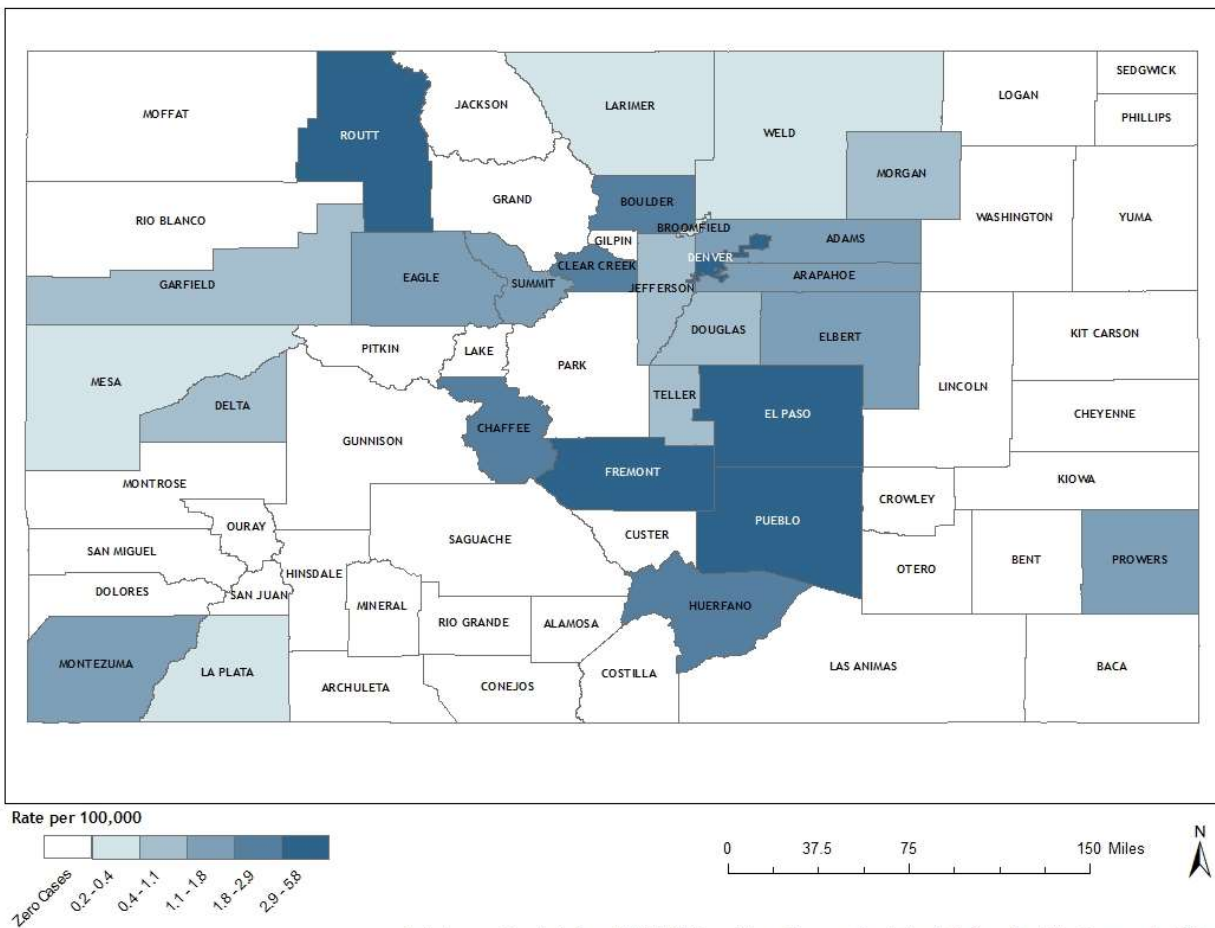 SEDGWICK
LOGAN
JACKSON
LARIMER
MOFFAT
PHILLIPS
WELD
ROUTT
MORGAN
BOULDER
GRAND
RIO BLANCO
WASHINGTON
YUMA
BROOMFIELD
GILPIN
ADAMS
DENVER
CLEAR CREEK
EAGLE
ARAPAHOE
GARFIELD
SUMMIT
JEFFERSON
DOUGLAS
ELBERT
KIT CARSON
PITKIN
LAKE
PARK
MESA
LINCOLN
TELLER
DELTA
EL PASO
CHEYENNE
CHAFFEE
GUNNISON
FREMONT
MONTROSE
KIOWA
CROWLEY
PUEBLO
OURAY
CUSTER
SAGUACHE
SAN MIGUEL
BENT
PROWERS
OTERO
HINSDALE
DOLORES
SAN JUAN
MINERAL
HUERFANO
RIO GRANDE
ALAMOSA
MONTEZUMA
LA PLATA
COSTILLA
LAS ANIMAS
BACA
ARCHULETA
CONEJOS
Rate per 100,000
Zero Cases
0.2 - 0.4
0.4 - 1.1
1.1 - 1.8
1.8 - 2.9
2.9 - 5.8
0 37.5 75 150 Miles
N